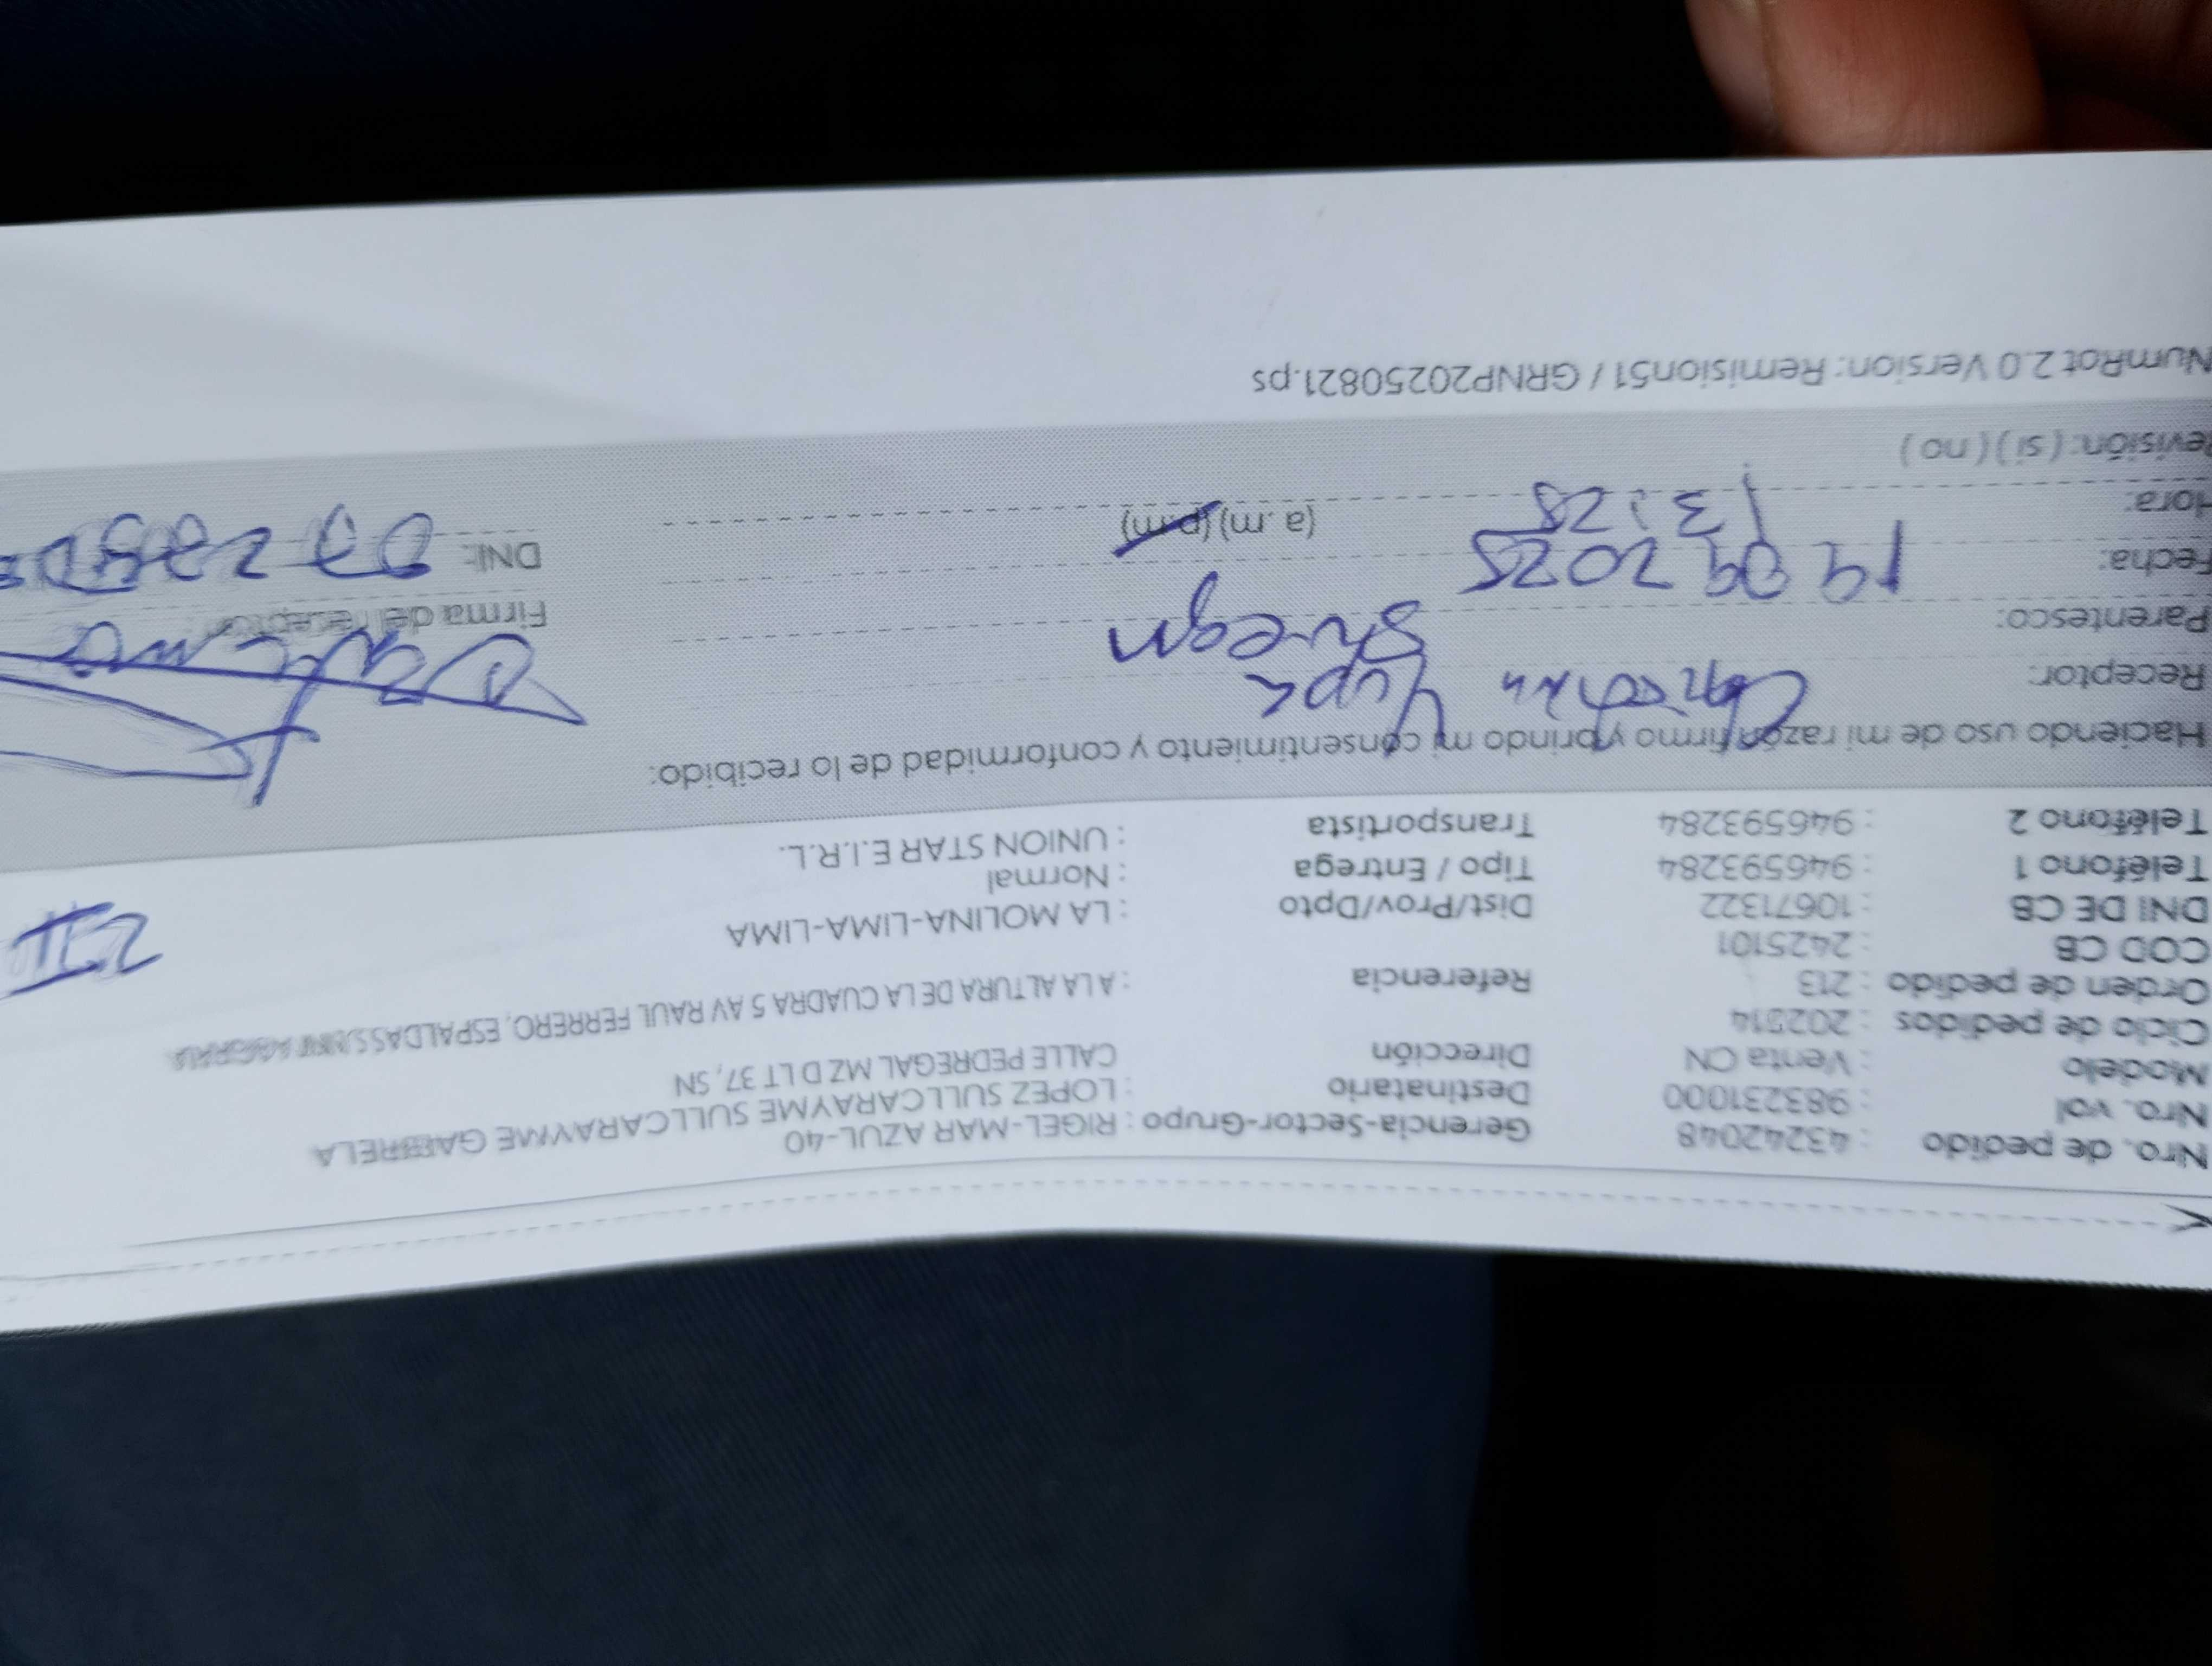 Nro. de pedido : 43242048 Gerencia-Sector-Grupo : RIGEL-MAR AZUL-40
Nro. vol : 983231000 Destinatario : LOPEZ SULLCARAYME SULLCARAYME GABRELA
Modelo : Venta CN Dirección CALLE PEDREGAL MZ D LT 37, SN
Ciclo de pedidos : 202514
Orden de pedido : 213 Referencia : A LA ALTURA DE LA CUADRA 5 AV RAUL FERRERO, ESPALDAS
COD CB : 2425101
DNI DE CB : 10671322 Dist/Prov/Dpto : LA MOLINA-LIMA-LIMA
Teléfono 1 : 946593284 Tipo / Entrega : Normal
Teléfono 2 : 946593284 Transportista : UNION STAR E.I.R.L.
Haciendo uso de mi razón firmo y brindo mi consentimiento y conformidad de lo recibido:
Receptor: Yupa
Parentesco: Firma del receptor
Fecha: 19 09 2025 DNI:
Hora: 13:28 (a.m) (p.m)
Revisión: ( si ) ( no )
NumRot 2.0 Version: Remision51 / GRNP20250821.ps